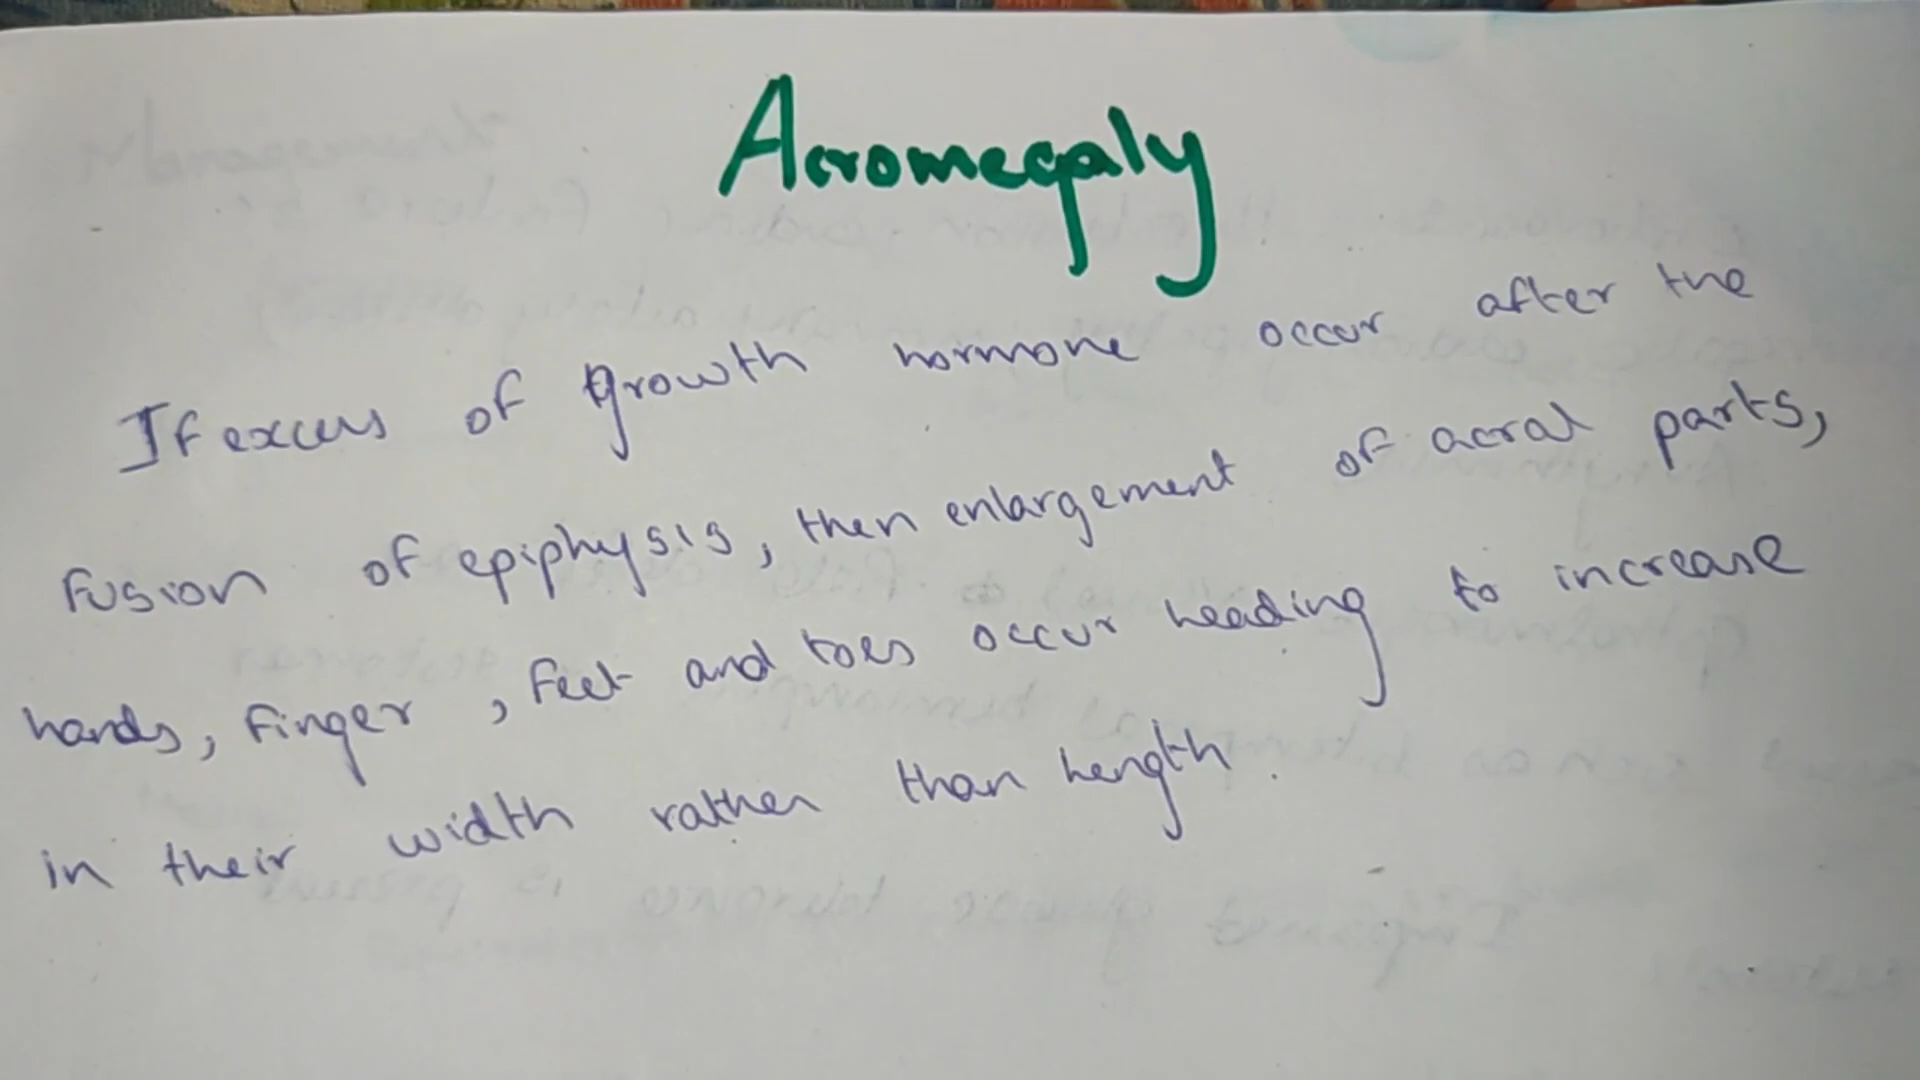 Acromegaly
If excess of growth hormone occur after the
fusion of epiphysis, then enlargement of acral parts,
hands, finger, feet and toes occur leading to increase
in their width rather than length.